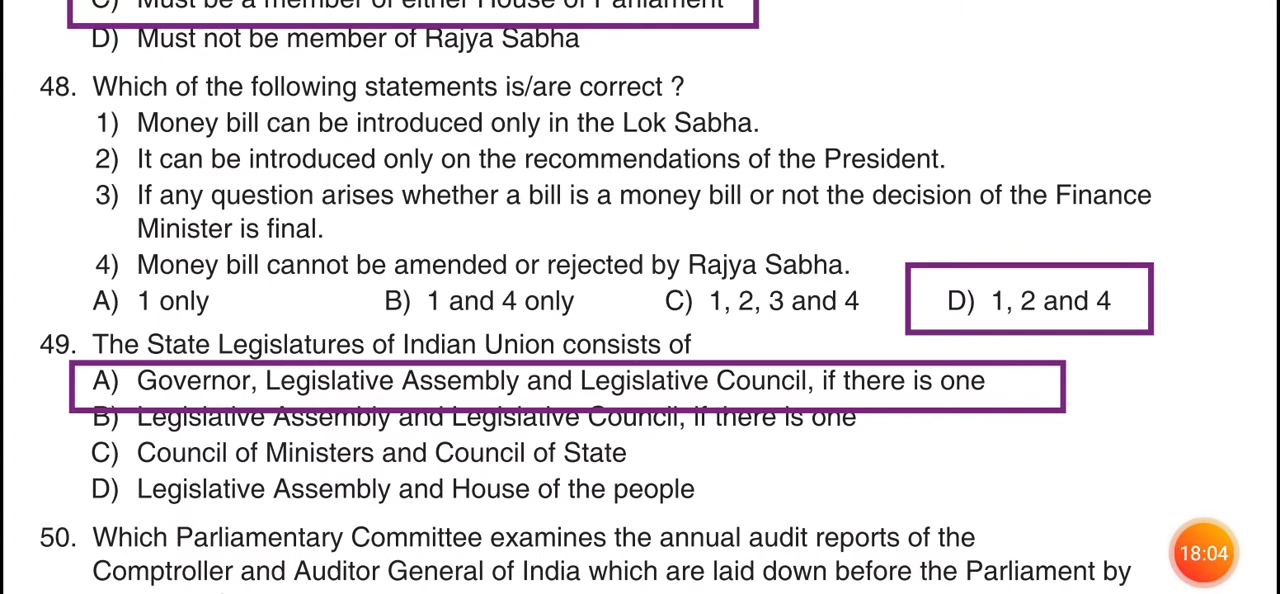 C) Must be a member of either House of Parliament
D) Must not be member of Rajya Sabha
48. Which of the following statements is/are correct ?
1) Money bill can be introduced only in the Lok Sabha.
2) It can be introduced only on the recommendations of the President.
3) If any question arises whether a bill is a money bill or not the decision of the Finance
Minister is final.
4) Money bill cannot be amended or rejected by Rajya Sabha.
A) 1 only B) 1 and 4 only C) 1, 2, 3 and 4 D) 1, 2 and 4
49. The State Legislatures of Indian Union consists of
A) Governor, Legislative Assembly and Legislative Council, if there is one
B) Legislative Assembly and Legislative Council, if there is one
C) Council of Ministers and Council of State
D) Legislative Assembly and House of the people
50. Which Parliamentary Committee examines the annual audit reports of the
Comptroller and Auditor General of India which are laid down before the Parliament by
18:04